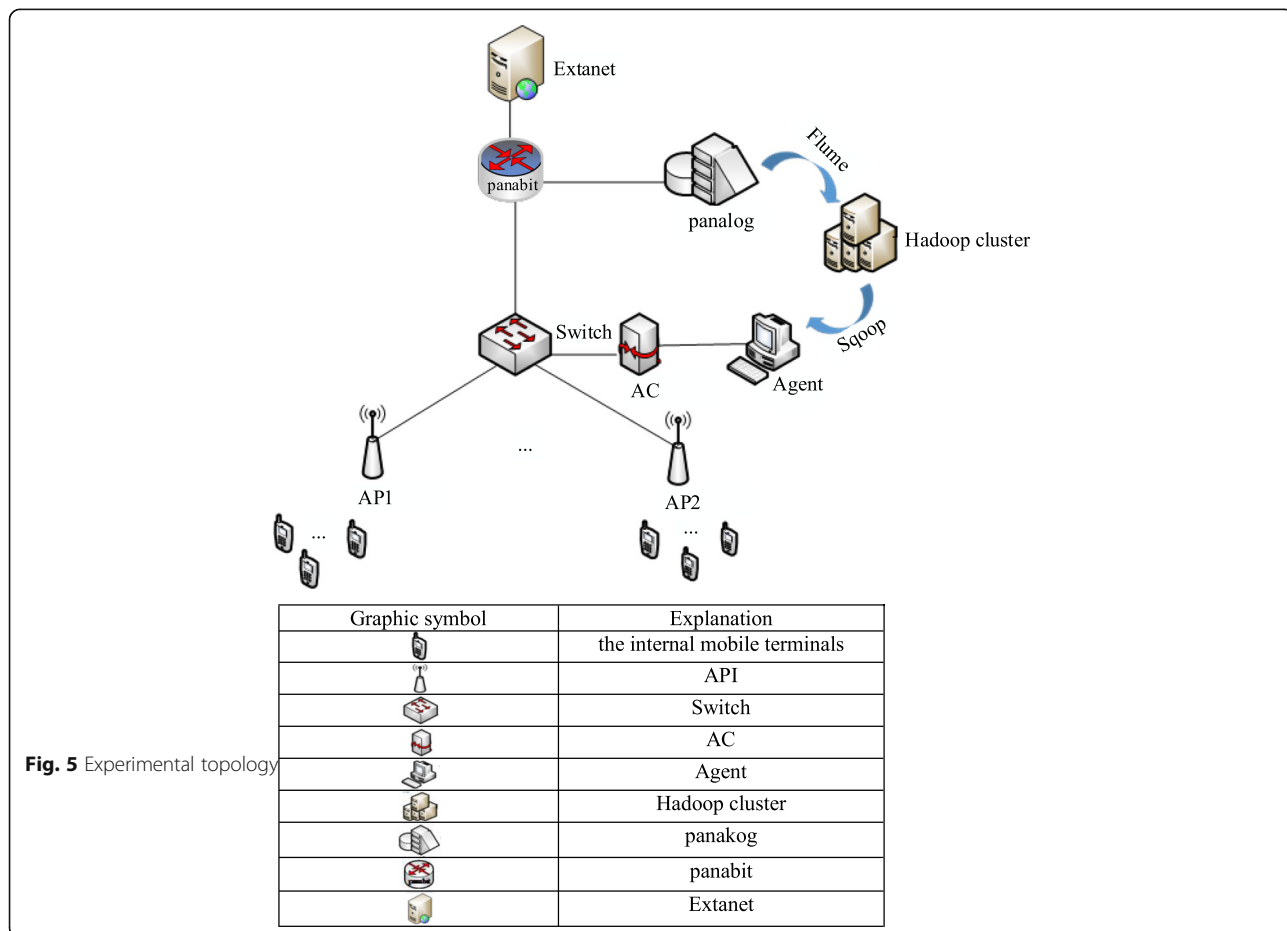 Extanet
panabit
Flume
panalog
Hadoop cluster
Switch
Sqoop
AC
Agent
...
AP1
AP2
...
...
Graphic symbol Explanation
the internal mobile terminals
API
Switch
AC
Agent
Hadoop cluster
panakog
panabit
panabit
Extanet
Fig. 5 Experimental topology